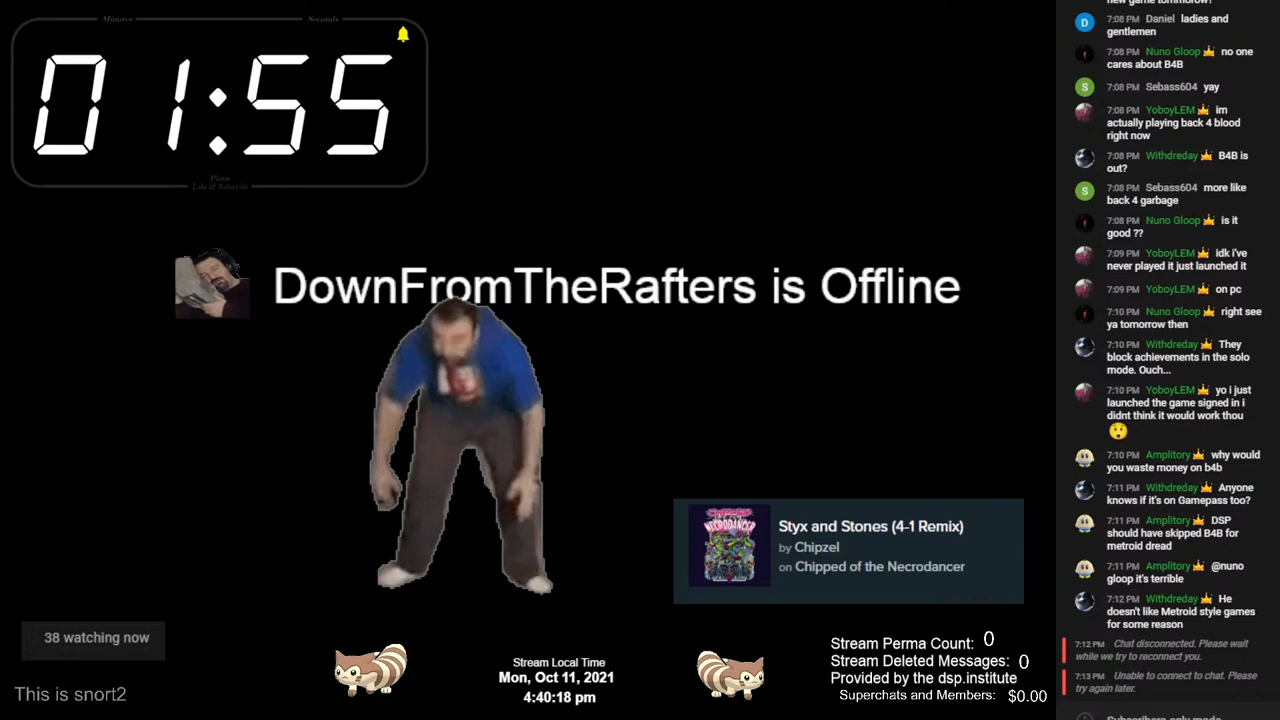 Minutes
Seconds
01:55
Please
Like & Subscribe
DownFromTheRafters is Offline
Styx and Stones (4-1 Remix)
by Chipzel
on Chipped of the Necrodancer
38 watching now
This is snort2
Stream Local Time
Mon, Oct 11, 2021
4:40:18 pm
Stream Perma Count: 0
Stream Deleted Messages: 0
Provided by the dsp.institute
Superchats and Members: $0.00
new game tommorow?
7:08 PM Daniel ladies and
gentlemen
7:08 PM Nuno Gloop no one
cares about B4B
7:08 PM Sebass604 yay
7:08 PM YoboyLEM im
actually playing back 4 blood
right now
7:08 PM Withdreday B4B is
out?
7:08 PM Sebass604 more like
back 4 garbage
7:08 PM Nuno Gloop is it
good ??
7:09 PM YoboyLEM idk i've
never played it just launched it
7:09 PM YoboyLEM on pc
7:10 PM Nuno Gloop right see
ya tomorrow then
7:10 PM Withdreday They
block achievements in the solo
mode. Ouch...
7:10 PM YoboyLEM yo i just
launched the game signed in i
didnt think it would work thou
7:10 PM Amplitory why would
you waste money on b4b
7:11 PM Withdreday Anyone
knows if it's on Gamepass too?
7:11 PM Amplitory DSP
should have skipped B4B for
metroid dread
7:11 PM Amplitory @nuno
gloop it's terrible
7:12 PM Withdreday He
doesn't like Metroid style games
for some reason
7:12 PM Chat disconnected. Please wait
while we try to reconnect you.
7:13 PM Unable to connect to chat. Please
try again later.
Subscribers-only mode